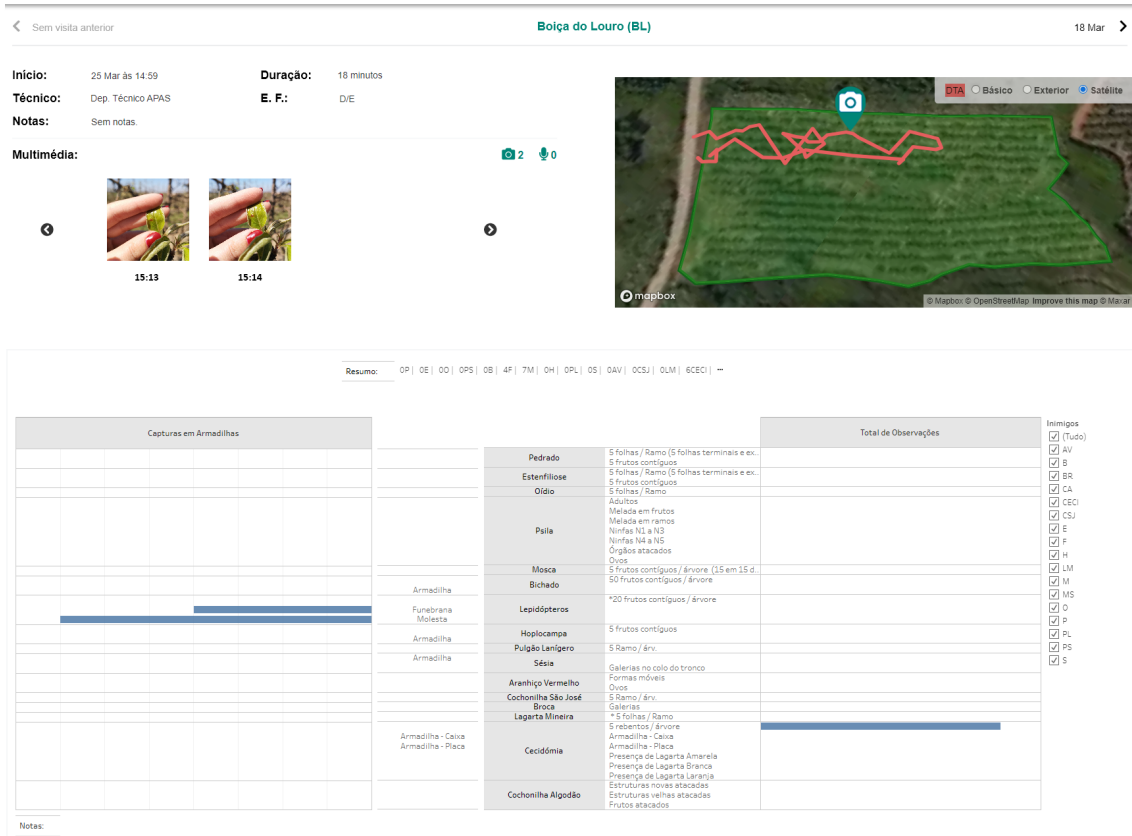 Sem visita anterior
Boiça do Louro (BL)
18 Mar
Início: 25 Mar às 14:59 Duração: 18 minutos
Técnico: Dep. Técnico APAS E. F.: D/E
Notas: Sem notas.
Multimédia: 2 0
15:13 15:14
OTA Básico Exterior Satélite
mapbox
© Mapbox © OpenStreetMap Improve this map © Maxar
Resumo: 0P | 0E | 0O | 0PS | 0B | 4F | 7M | 0H | 0PL | 0S | 0AV | 0CSJ | 0LM | 6CECI | ...
Capturas em Armadilhas
Total de Observações
Pedrado
5 folhas / Ramo (5 folhas terminais e ex..
5 frutos contíguos
Estenfiliose
5 folhas / Ramo (5 folhas terminais e ex..
5 frutos contíguos
Oídio
5 folhas / Ramo
Psila
Adultos
Melada em frutos
Melada em ramos
Ninfas N1 a N3
Ninfas N4 a N5
Órgãos atacados
Ovos
Mosca
5 frutos contíguos / árvore (15 em 15 d..
Armadilha
Bichado
50 frutos contíguos / árvore
Funebrana
Molesta
Lepidópteros
*20 frutos contíguos / árvore
Armadilha
Hoplocampa
5 frutos contíguos
Pulgão Lanígero
5 Ramo / árv.
Armadilha
Sésia
Galerias no colo do tronco
Aranhiço Vermelho
Formas móveis
Ovos
Cochonilha São José
5 Ramo / árv.
Broca
Galerias
Lagarta Mineira
* 5 folhas / Ramo
Armadilha - Caixa
Armadilha - Placa
Cecidómia
5 rebentos / árvore
Armadilha - Caixa
Armadilha - Placa
Presença de Lagarta Amarela
Presença de Lagarta Branca
Presença de Lagarta Laranja
Cochonilha Algodão
Estruturas novas atacadas
Estruturas velhas atacadas
Frutos atacados
Inimigos
(Tudo)
AV
B
BR
CA
CECI
CSJ
E
F
H
LM
M
MS
O
P
PL
PS
S
Notas: